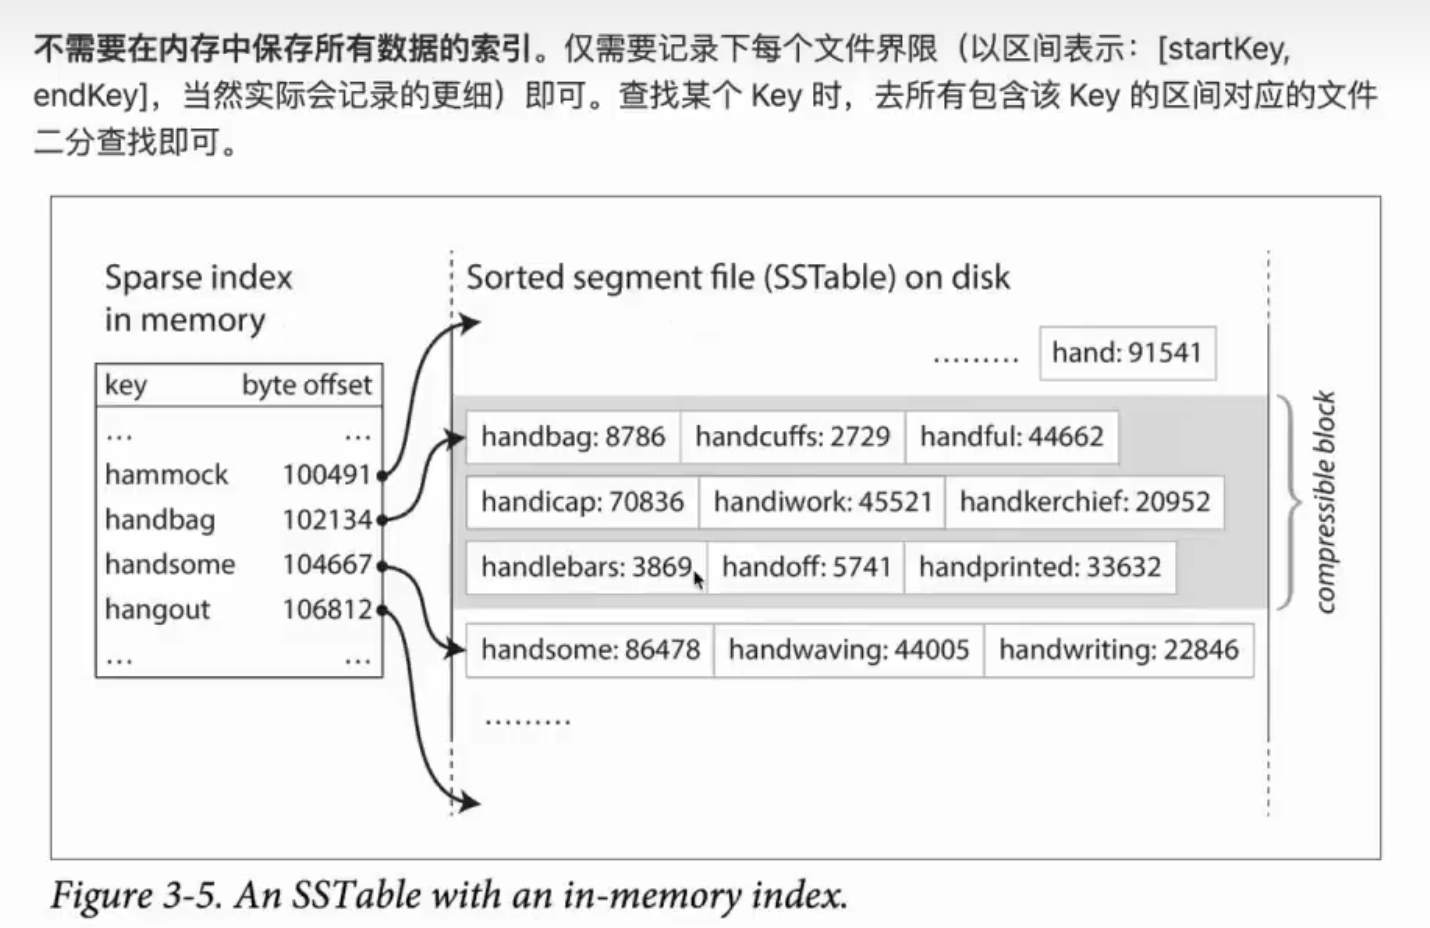 不需要在内存中保存所有数据的索引。仅需要记录下每个文件界限（以区间表示：[startKey,
endKey]，当然实际会记录的更细）即可。查找某个 Key 时，去所有包含该 Key 的区间对应的文件
二分查找即可。
Sparse index
in memory
key byte offset
... ...
hammock 100491
handbag 102134
handsome 104667
hangout 106812
... ...
Sorted segment file (SSTable) on disk
......... hand: 91541
handbag: 8786 handcuffs: 2729 handful: 44662
handicap: 70836 handiwork: 45521 handkerchief: 20952
handlebars: 3869 handoff: 5741 handprinted: 33632
handsome: 86478 handwaving: 44005 handwriting: 22846
.........
compressible block
Figure 3-5. An SSTable with an in-memory index.